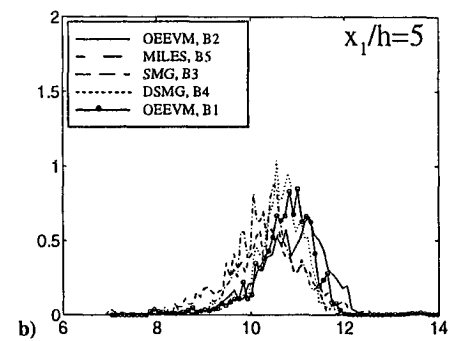 2
1.5
1
0.5
0
OEEVM, B2
MILES, B5
SMG, B3
DSMG, B4
OEEVM, B1
x1/h=5
b)
6 8 10 12 14